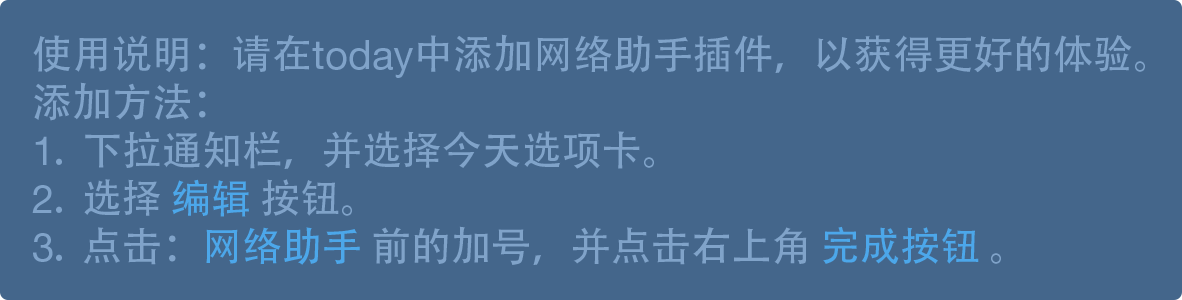 使用说明：请在today中添加网络助手插件，以获得更好的体验。
添加方法：
1. 下拉通知栏，并选择今天选项卡。
2. 选择 编辑 按钮。
3. 点击：网络助手 前的加号，并点击右上角 完成按钮 。